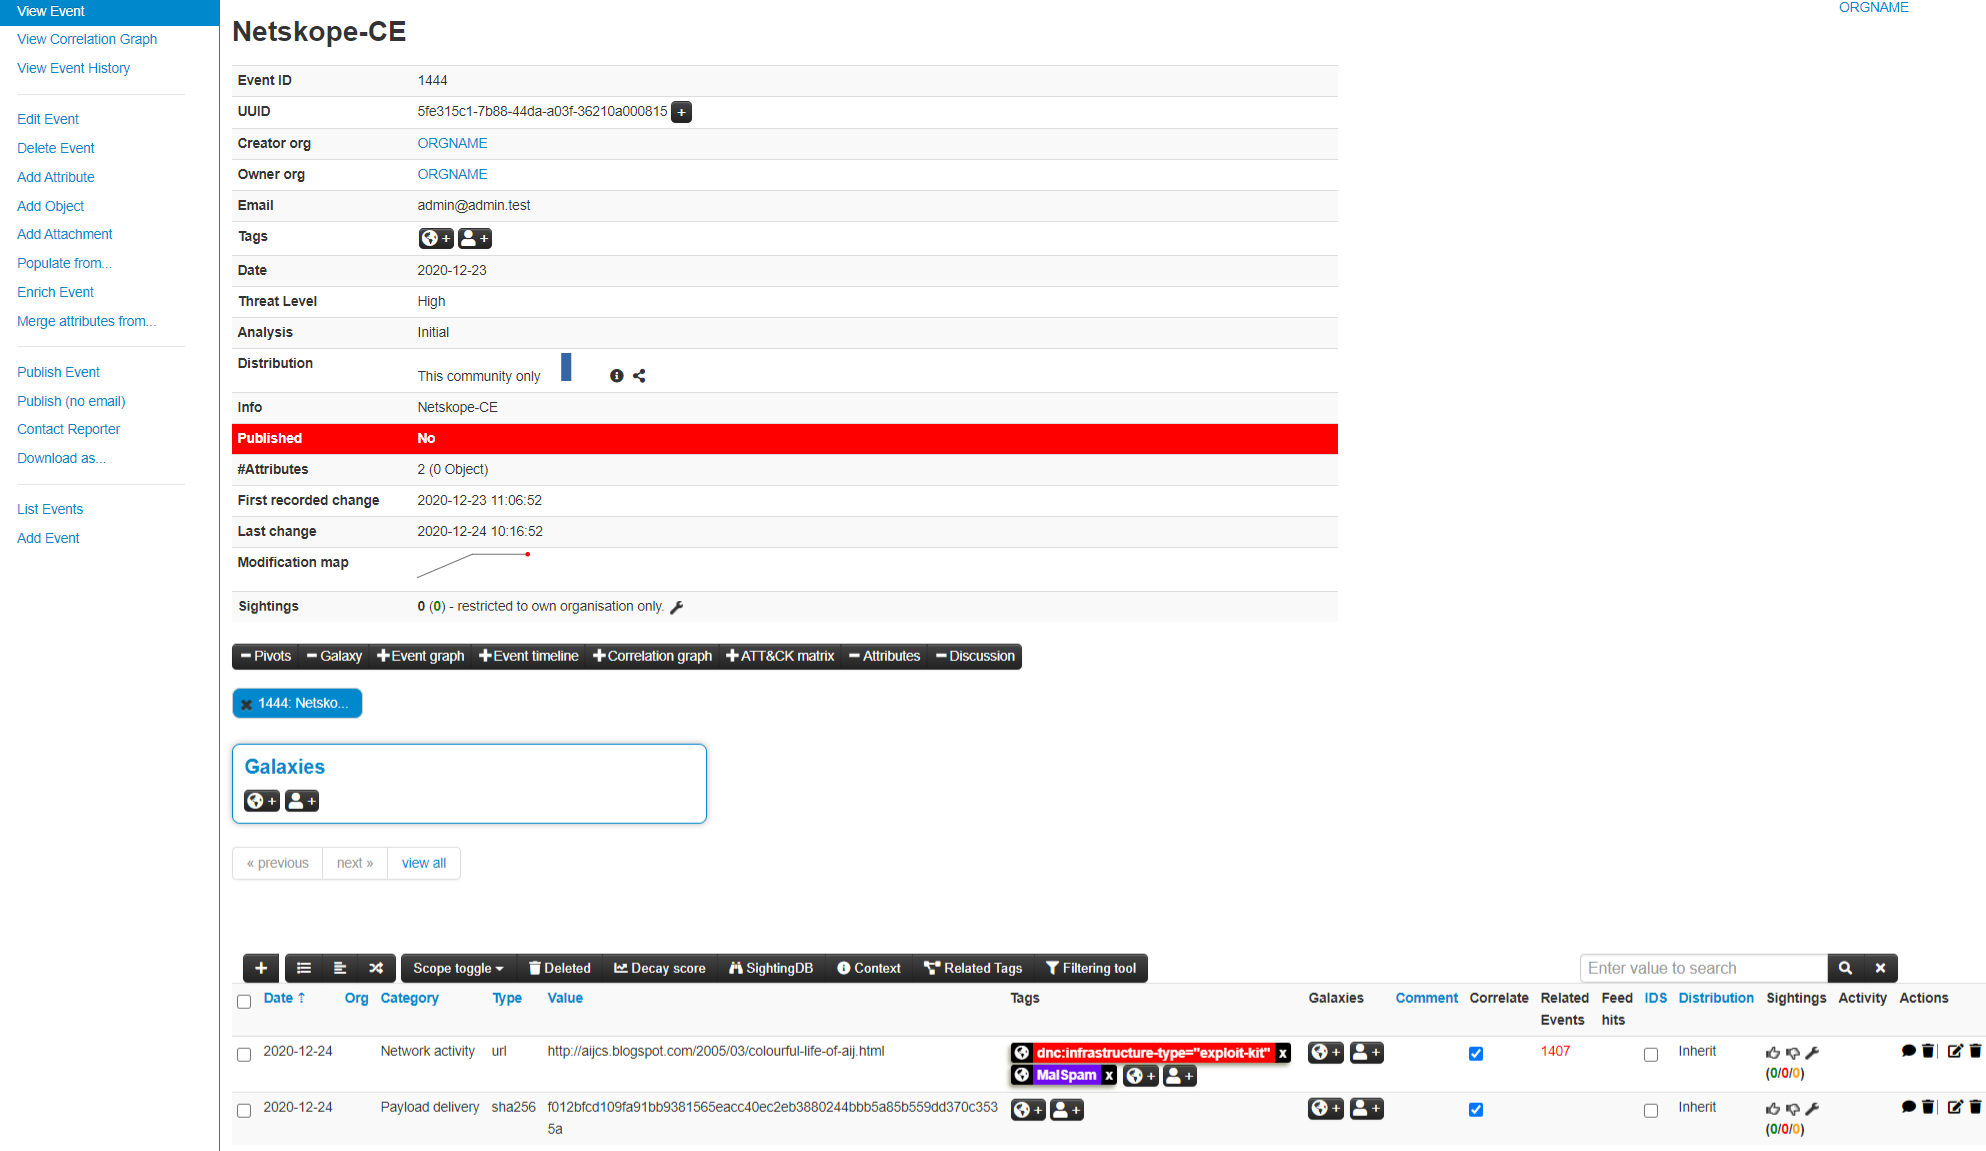 View Event
View Correlation Graph
View Event History
Edit Event
Delete Event
Add Attribute
Add Object
Add Attachment
Populate from...
Enrich Event
Merge attributes from...
Publish Event
Publish (no email)
Contact Reporter
Download as...
List Events
Add Event
ORGNAME
Netskope-CE
Event ID 1444
UUID 5fe315c1-7b88-44da-a03f-36210a000815 +
Creator org ORGNAME
Owner org ORGNAME
Email admin@admin.test
Tags + +
Date 2020-12-23
Threat Level High
Analysis Initial
Distribution This community only
Info Netskope-CE
Published No
#Attributes 2 (0 Object)
First recorded change 2020-12-23 11:06:52
Last change 2020-12-24 10:16:52
Modification map
Sightings 0 (0) - restricted to own organisation only.
Pivots Galaxy Event graph Event timeline Correlation graph ATT&CK matrix Attributes Discussion
1444: Netsko...
Galaxies
+ +
« previous next » view all
+ Scope toggle Deleted Decay score SightingDB Context Related Tags Filtering tool Enter value to search
Date ↑ Org Category Type Value Tags Galaxies Comment Correlate Related Feed IDS Distribution Sightings Activity Actions
Events hits
2020-12-24 Network activity url http://aijcs.blogspot.com/2005/03/colourful-life-of-aij.html dnc:infrastructure-type="exploit-kit" x + + 1407 Inherit
MalSpam x + + (0/0/0)
2020-12-24 Payload delivery sha256 f012bfcd109fa91bb9381565eacc40ec2eb3880244bbb5a85b559dd370c353 + + + + Inherit
5a (0/0/0)